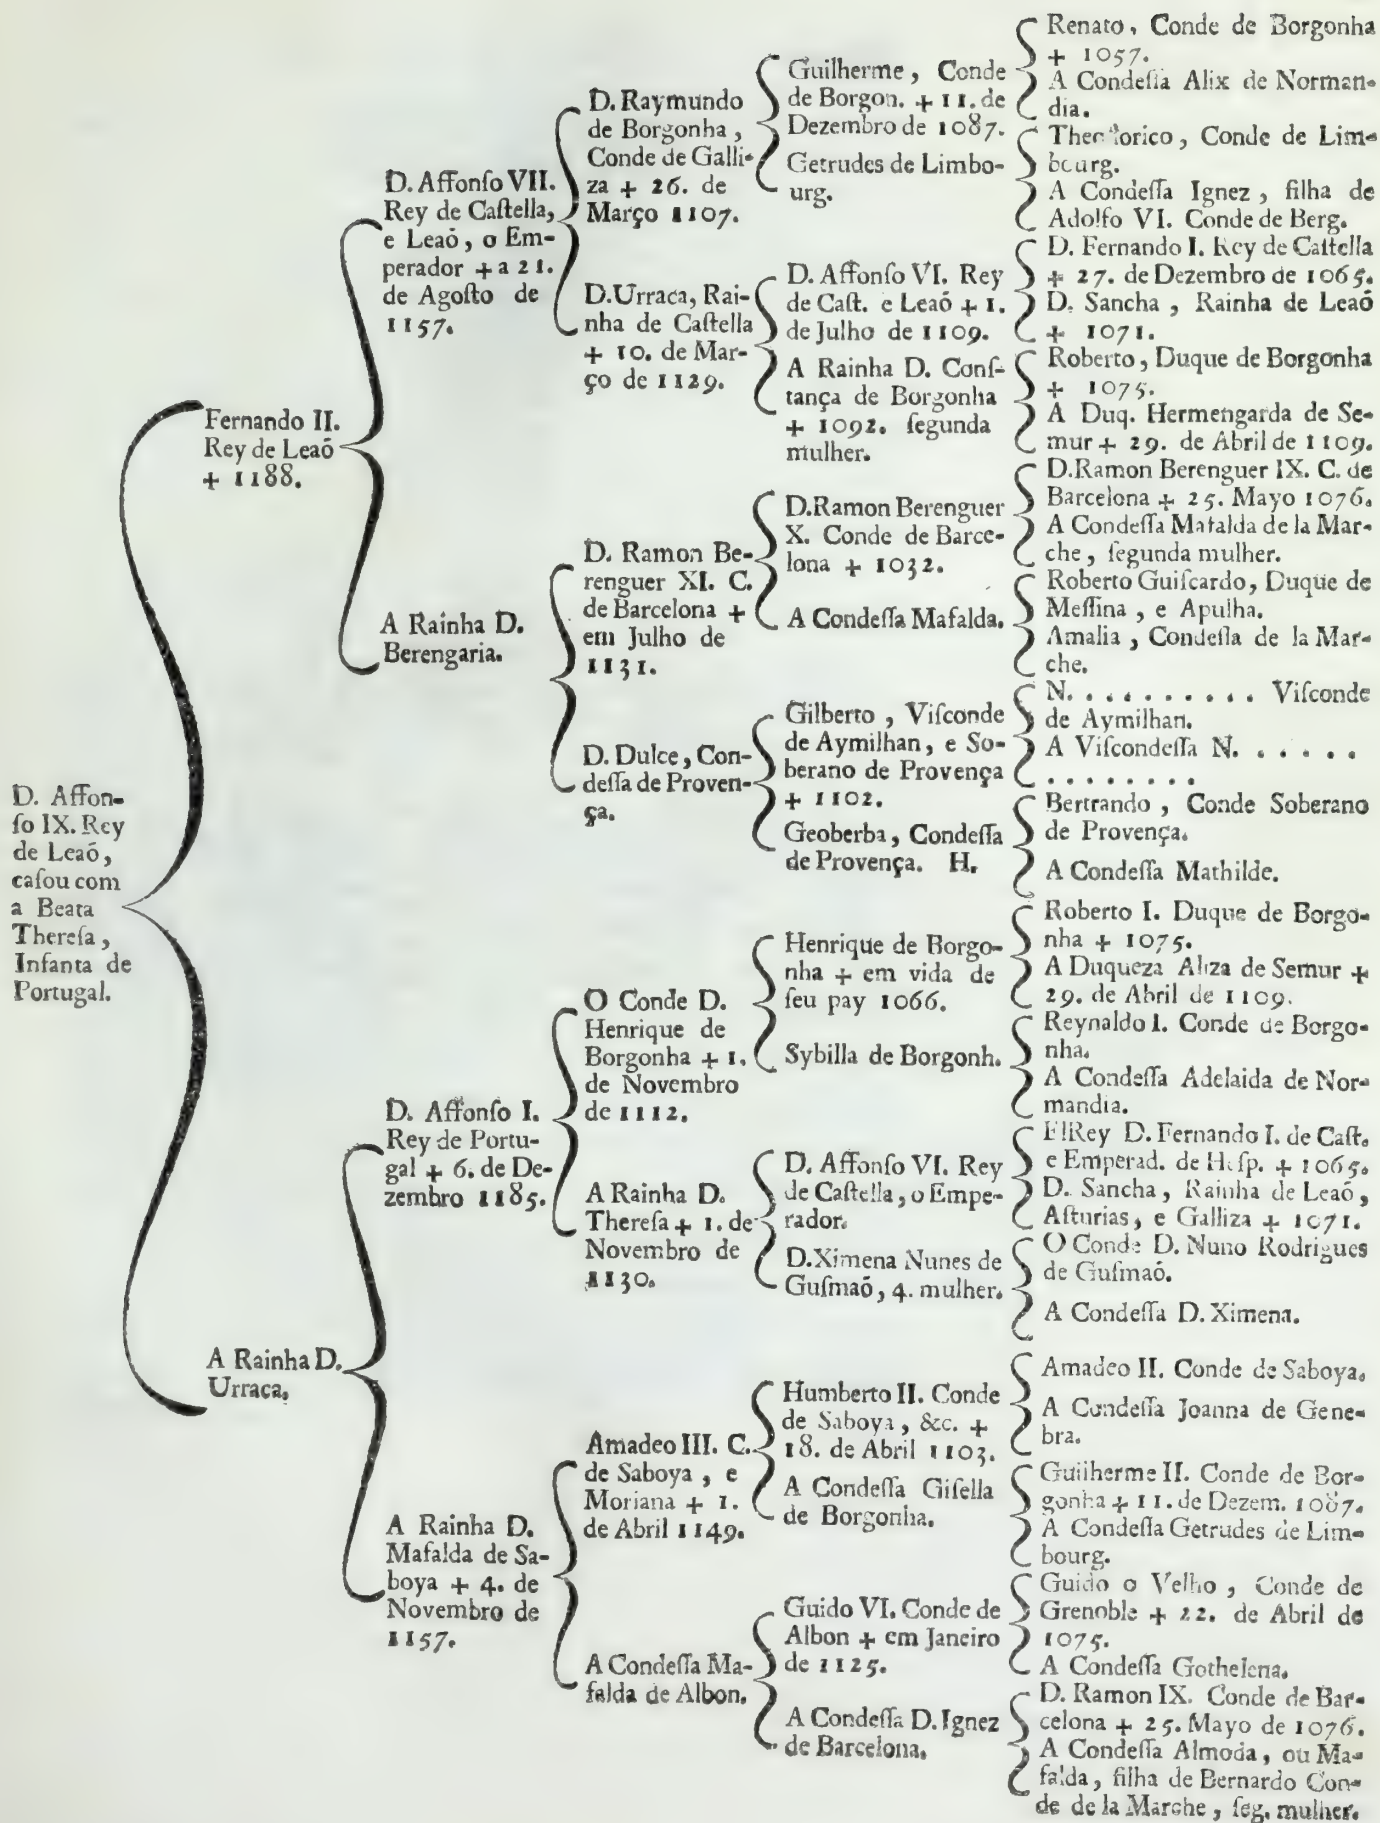 D. Affon-
ſo IX. Rey
de Leaõ,
caſou com
a Beata
Thereſa,
Infanta de
Portugal.
Fernando II.
Rey de Leaõ
+ 1188.
A Rainha D.
Urraca.
D. Affonſo VII.
Rey de Caſtella,
e Leaõ, o Em-
perador + a 21.
de Agoſto de
1157.
A Rainha D.
Berengaria.
D. Affonſo I.
Rey de Portu-
gal + 6. de De-
zembro 1185.
A Rainha D.
Mafalda de Sa-
boya + 4. de
Novembro de
1157.
D. Raymundo
de Borgonha,
Conde de Galli-
za + 26. de
Março 1107.
D. Urraca, Rai-
nha de Caſtella
+ 10. de Mar-
ço de 1129.
D. Ramon Be-
renguer XI. C.
de Barcelona +
em Julho de
1131.
D. Dulce, Con-
deſſa de Proven-
ça.
O Conde D.
Henrique de
Borgonha + 1.
de Novembro
de 1112.
A Rainha D.
Thereſa + 1. de
Novembro de
1130.
Amadeo III. C.
de Saboya, e
Moriana + 1.
de Abril 1149.
A Condeſſa Ma-
falda de Albon.
Guilherme, Conde
de Borgon. + 11. de
Dezembro de 1087.
Getrudes de Limbo-
urg.
D. Affonſo VI. Rey
de Caſt. e Leaõ + 1.
de Julho de 1109.
A Rainha D. Conſ-
tança de Borgonha
+ 1092. ſegunda
mulher.
D. Ramon Berenguer
X. Conde de Barce-
lona + 1032.
A Condeſſa Mafalda.
Gilberto, Viſconde
de Aymilhan, e So-
berano de Provença
+ 1102.
Geoberba, Condeſſa
de Provença. H.
Henrique de Borgo-
nha + em vida de
ſeu pay 1066.
Sybilla de Borgonh.
D. Affonſo VI. Rey
de Caſtella, o Empe-
rador.
D. Ximena Nunes de
Guſmaõ, 4. mulher.
Humberto II. Conde
de Saboya, &c. +
18. de Abril 1103.
A Condeſſa Giſella
de Borgonha.
Guido VI. Conde de
Albon + em Janeiro
de 1125.
A Condeſſa D. Ignez
de Barcelona.
Renato, Conde de Borgonha
+ 1057.
A Condeſſa Alix de Norman-
dia.
Theodorico, Conde de Lim-
bourg.
A Condeſſa Ignez, filha de
Adolfo VI. Conde de Berg.
D. Fernando I. Rey de Caſtella
+ 27. de Dezembro de 1065.
D. Sancha, Rainha de Leaõ
+ 1071.
Roberto, Duque de Borgonha
+ 1075.
A Duq. Hermengarda de Se-
mur + 29. de Abril de 1109.
D. Ramon Berenguer IX. C. de
Barcelona + 25. Mayo 1076.
A Condeſſa Mafalda de la Mar-
che, ſegunda mulher.
Roberto Guiſcardo, Duque de
Meſſina, e Apulha.
Amalia, Condeſſa de la Mar-
che.
N. . . . . . . . . . Viſconde
de Aymilhan.
A Viſcondeſſa N. . . . . .
. . . . . . . .
Bertrando, Conde Soberano
de Provença.
A Condeſſa Mathilde.
Roberto I. Duque de Borgo-
nha + 1075.
A Duqueza Aliza de Semur +
29. de Abril de 1109.
Reynaldo I. Conde de Borgo-
nha.
A Condeſſa Adelaida de Nor-
mandia.
ElRey D. Fernando I. de Caſt.
e Emperad. de Heſp. + 1065.
D. Sancha, Rainha de Leaõ,
Aſturias, e Galliza + 1071.
O Conde D. Nuno Rodrigues
de Guſmaõ.
A Condeſſa D. Ximena.
Amadeo II. Conde de Saboya.
A Condeſſa Joanna de Gene-
bra.
Guilherme II. Conde de Bor-
gonha + 11. de Dezem. 1087.
A Condeſſa Getrudes de Lim-
bourg.
Guido o Velho, Conde de
Grenoble + 22. de Abril de
1075.
A Condeſſa Gothelena.
D. Ramon IX. Conde de Bar-
celona + 25. Mayo de 1076.
A Condeſſa Almoda, ou Ma-
falda, filha de Bernardo Con-
de de la Marche, ſeg. mulher.